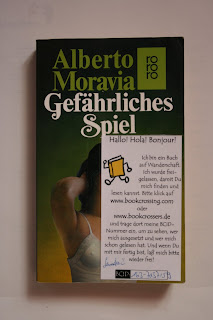 Alberto
Moravia
ro
ro
ro
Gefährliches
Spiel
Hallo! Hola! Bonjour!
Ich bin ein Buch
auf Wanderschaft
Ich wurde frei-
gelassen, damit Du
mich finden und
lesen kannst. Bitte klick auf
www.bookcrossing.com
oder
www.bookcrossers.de
und trage dort meine BCID-
Nummer ein, um zu sehen, wer
mich ausgesetzt und wer mich
schon gelesen hat. Und wenn Du
mit mir fertig bist, laß mich bitte
wieder frei!
BCID